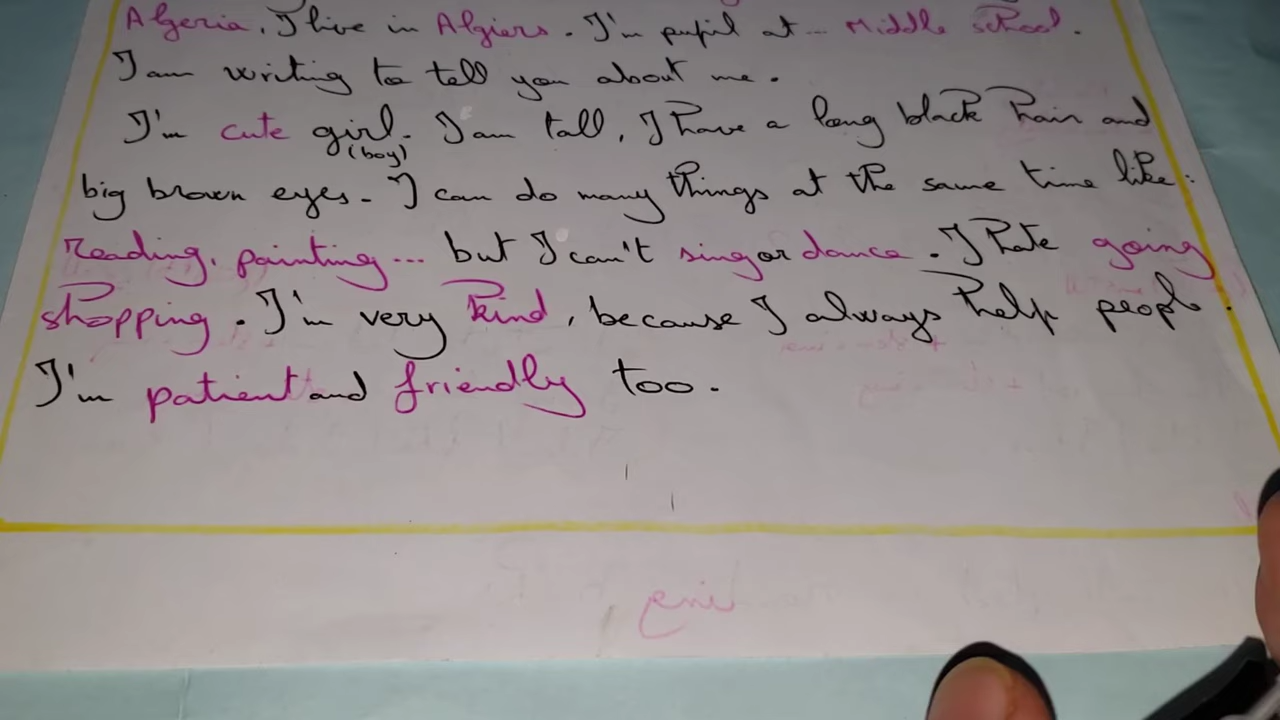 Algeria. I live in Algiers. I'm pupil at... Middle school.
I am writing to tell you about me.
I'm cute girl. I am tall, I have a long black hair and
(boy)
big brown eyes. I can do many things at the same time like:
Reading, painting... but I can't sing or dance. I hate going
shopping. I'm very kind, because I always help people.
I'm patient and friendly too.